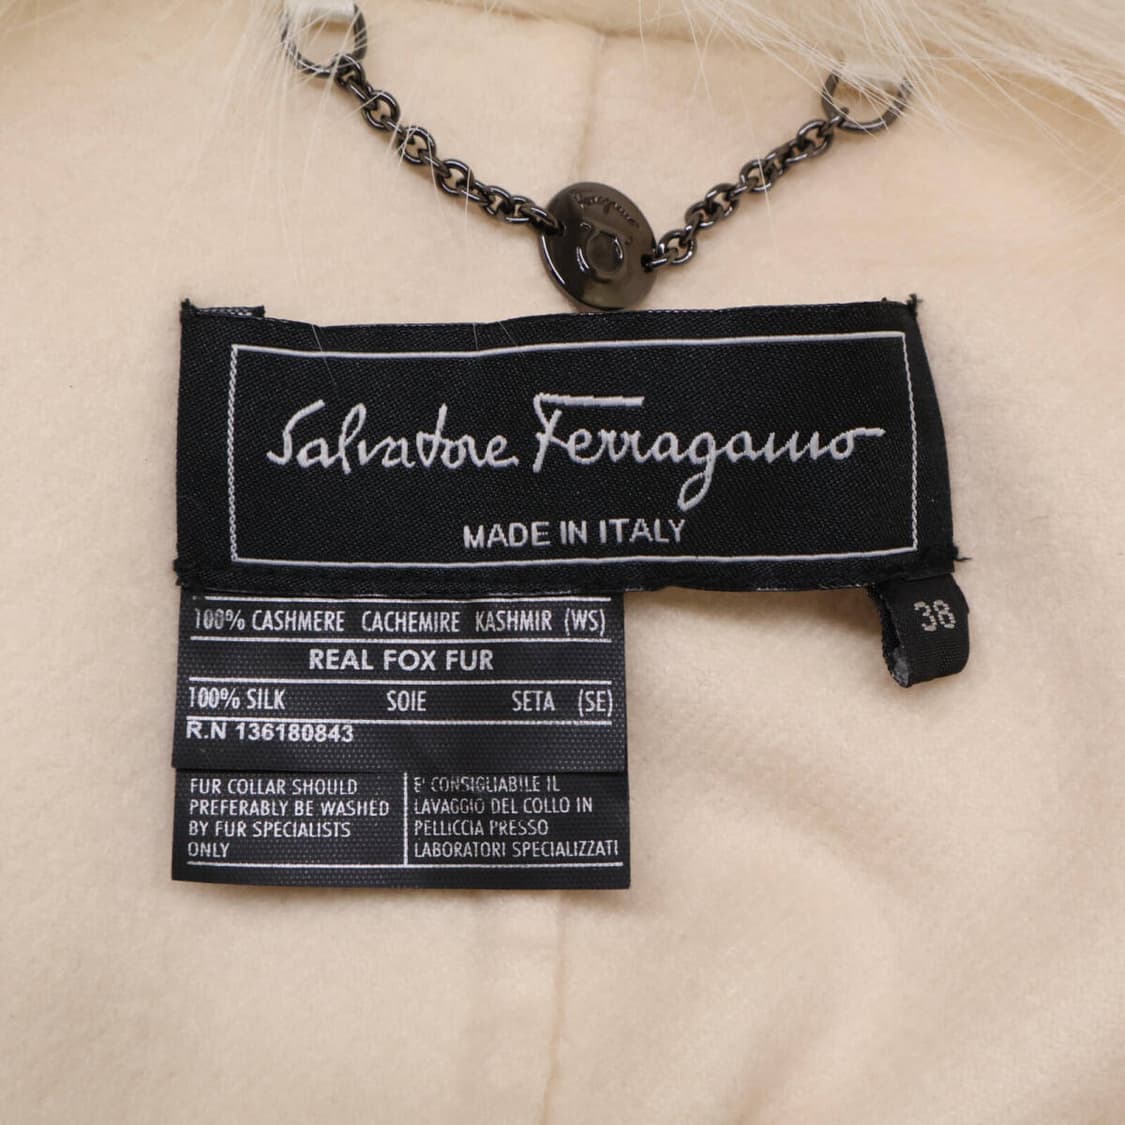 Ferragamo
Salvatore Ferragamo
MADE IN ITALY
38
100% CASHMERE CACHEMIRE KASHMIR (WS)
REAL FOX FUR
100% SILK SOIE SETA (SE)
R.N 136180843
FUR COLLAR SHOULD
PREFERABLY BE WASHED
BY FUR SPECIALISTS
ONLY
E' CONSIGLIABILE IL
LAVAGGIO DEL COLLO IN
PELLICCIA PRESSO
LABORATORI SPECIALIZZATI